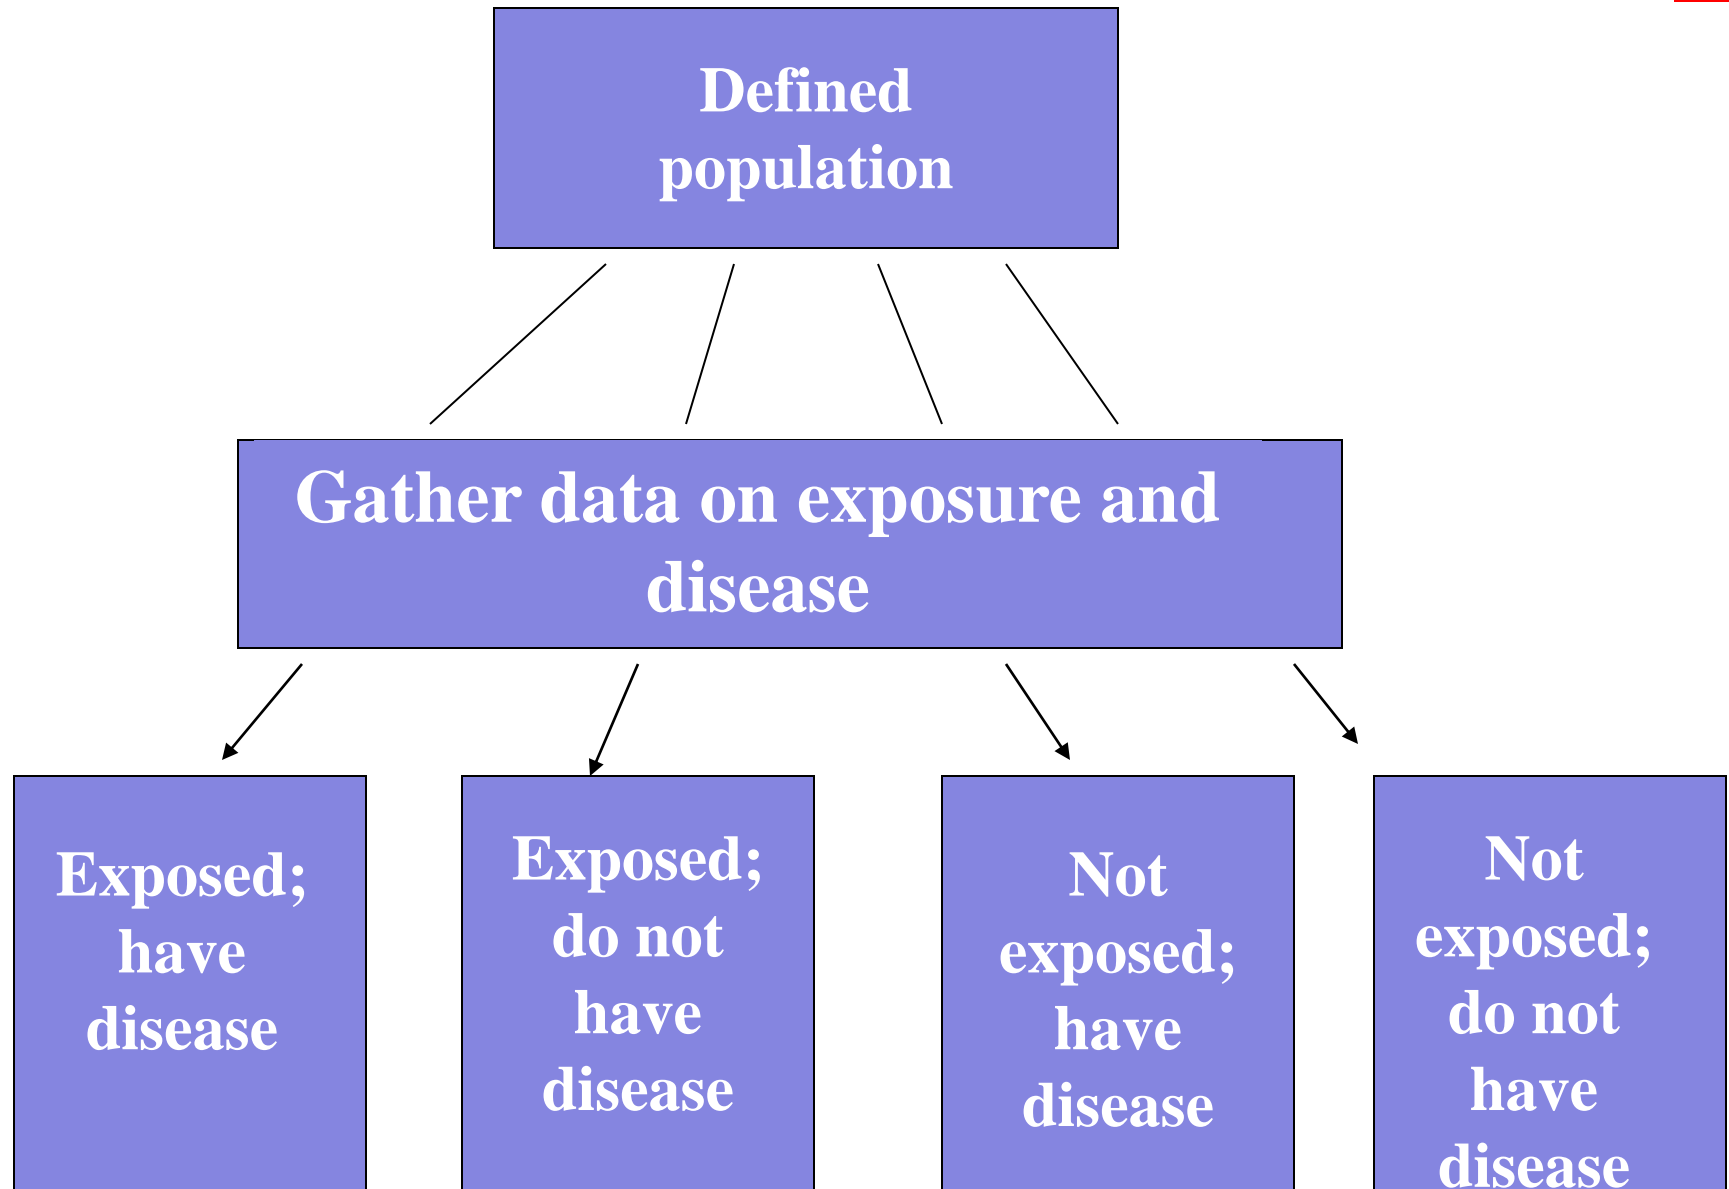 Defined
population
Gather data on exposure and
disease
Exposed;
have
disease
Exposed;
do not
have
disease
Not
exposed;
have
disease
Not
exposed;
do not
have
disease